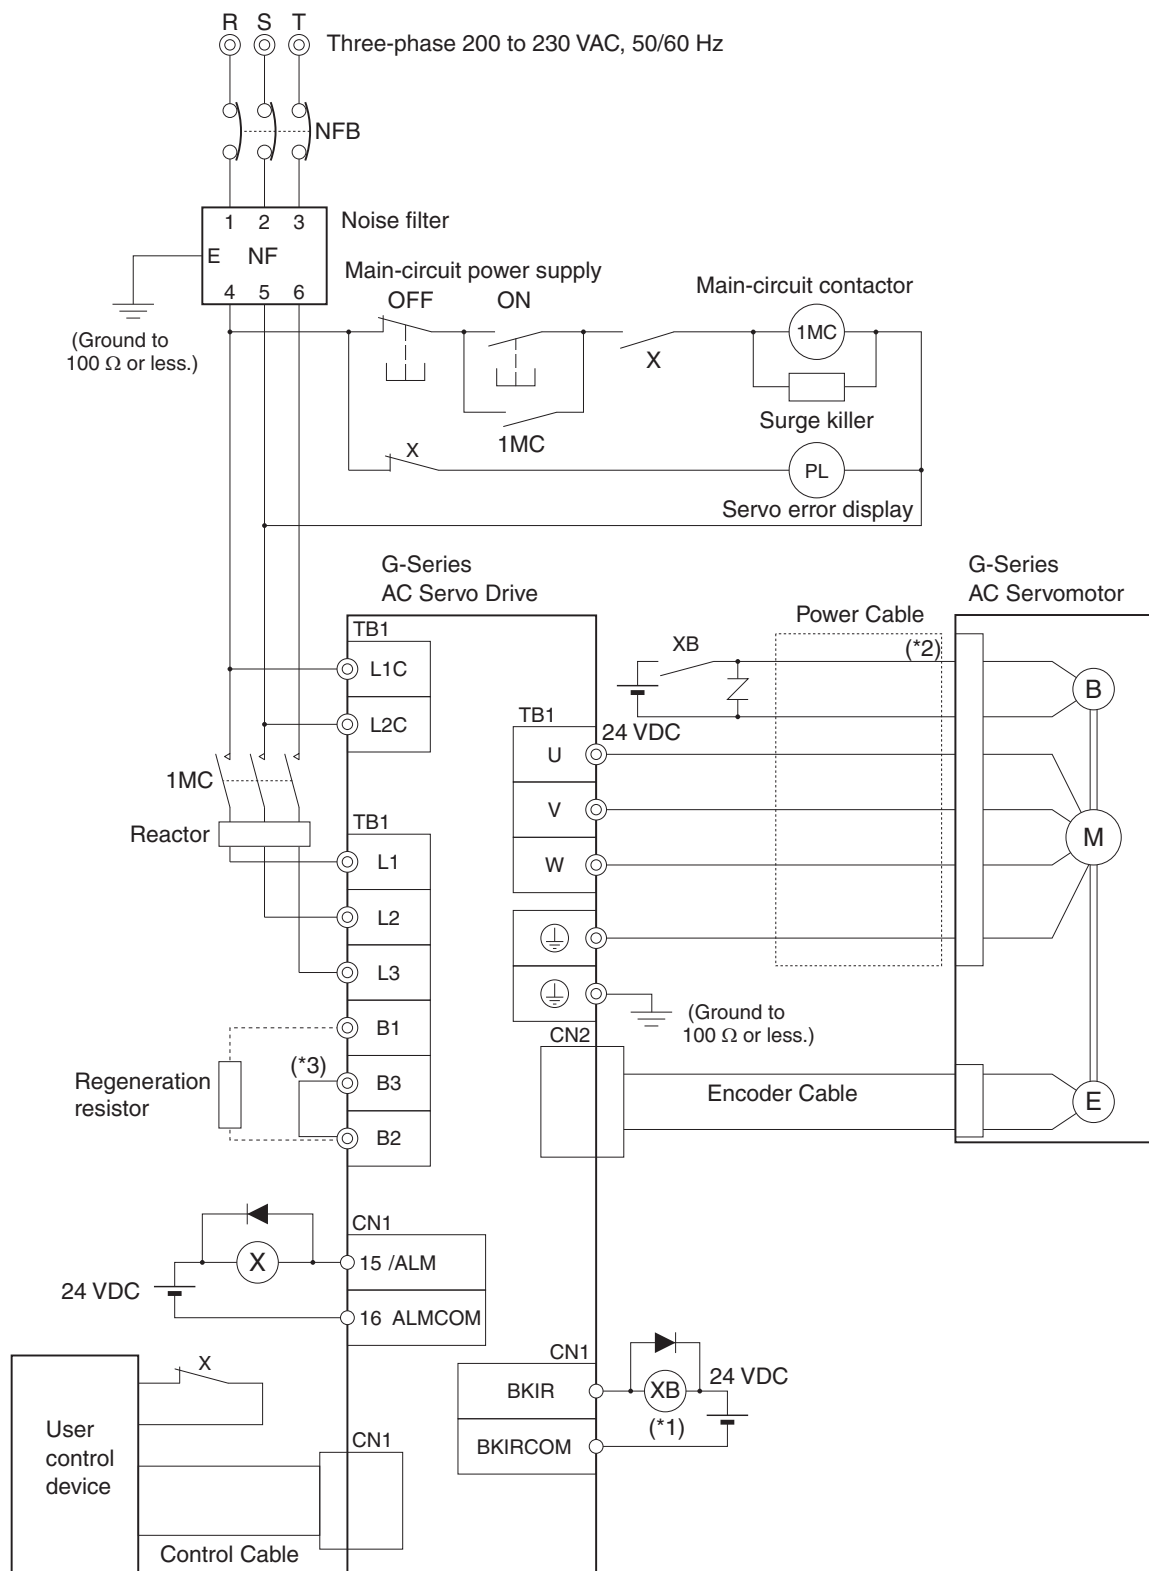 R S T
Three-phase 200 to 230 VAC, 50/60 Hz
NFB
1 2 3
Noise filter
E NF
4 5 6
(Ground to
100 Ω or less.)
Main-circuit power supply
OFF ON
Main-circuit contactor
1MC
X
Surge killer
1MC
X
PL
Servo error display
G-Series
AC Servo Drive
G-Series
AC Servomotor
Power Cable
TB1
XB
(*2)
L1C
B
L2C
TB1
24 VDC
U
1MC
V
TB1
Reactor
M
L1
W
L2
L3
(Ground to
100 Ω or less.)
B1
CN2
(*3)
Regeneration
resistor
B3
Encoder Cable
E
B2
CN1
X
15 /ALM
24 VDC
16 ALMCOM
CN1
X
24 VDC
BKIR
XB
(*1)
User
control
device
CN1
BKIRCOM
Control Cable